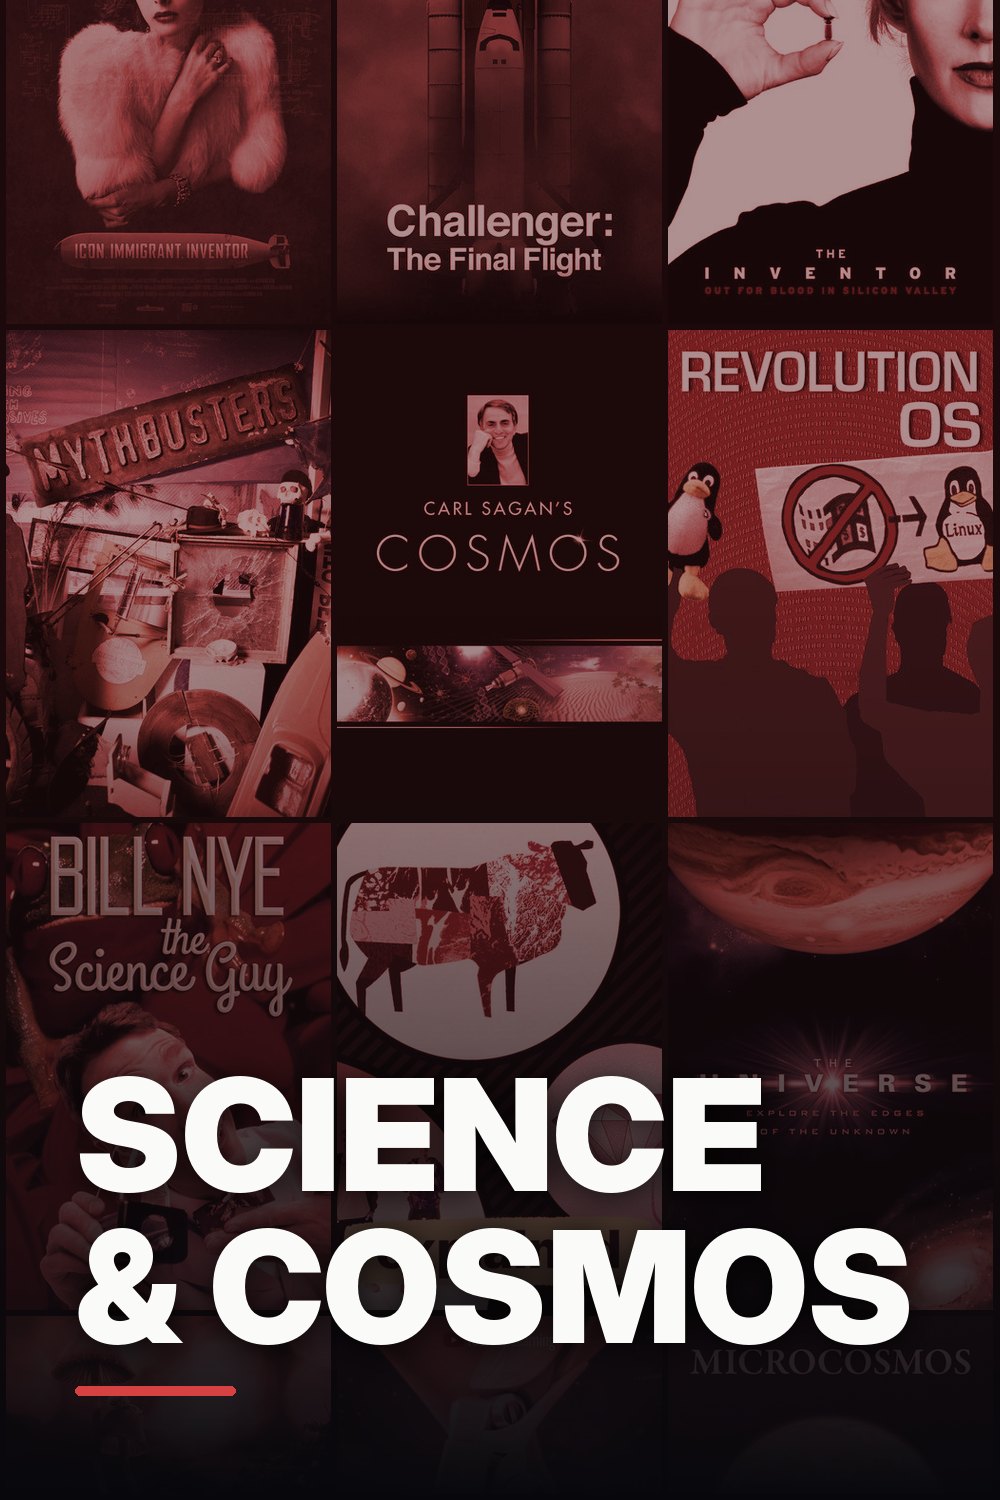 ICON IMMIGRANT INVENTOR
Challenger:
The Final Flight
THE
INVENTOR
OUT FOR BLOOD IN SILICON VALLEY
MYTHBUSTERS
CARL SAGAN'S
COSMOS
REVOLUTION
OS
Linux
BILL NYE
the
Science Guy
THE
UNIVERSE
EXPLORE THE EDGES
OF THE UNKNOWN
SCIENCE
& COSMOS
MICROCOSMOS